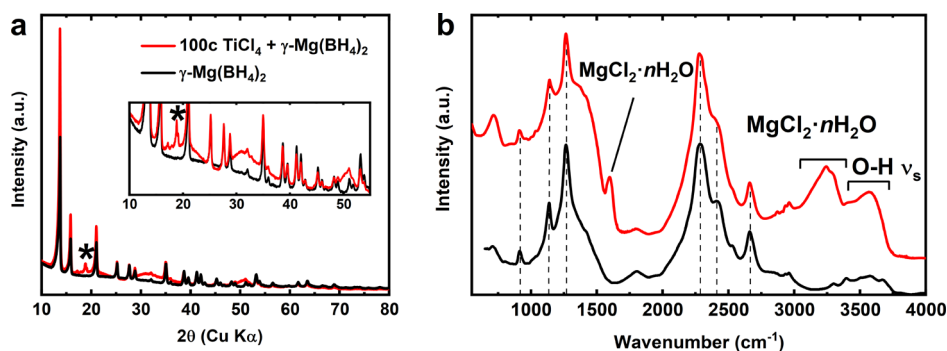 a
100c TiCl₄ + γ-Mg(BH₄)₂
γ-Mg(BH₄)₂
*
10 20 30 40 50
*
Intensity (a.u.)
10 20 30 40 50 60 70 80
2θ (Cu Kα)
b
MgCl₂·nH₂O
MgCl₂·nH₂O
O-H νₛ
Intensity (a.u.)
1000 1500 2000 2500 3000 3500 4000
Wavenumber (cm⁻¹)